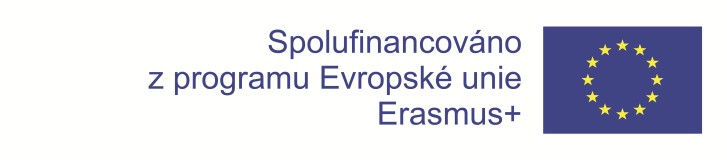 Spolufinancováno
z programu Evropské unie
Erasmus+